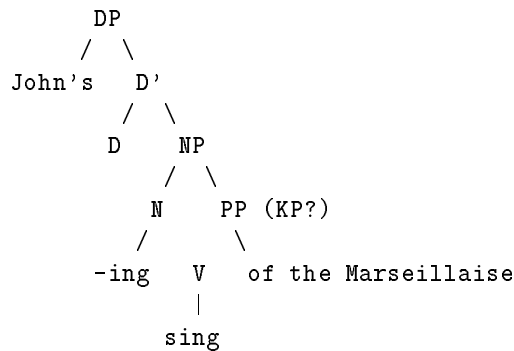 DP
John's D'
D NP
N PP (KP?)
-ing V of the Marseillaise
sing